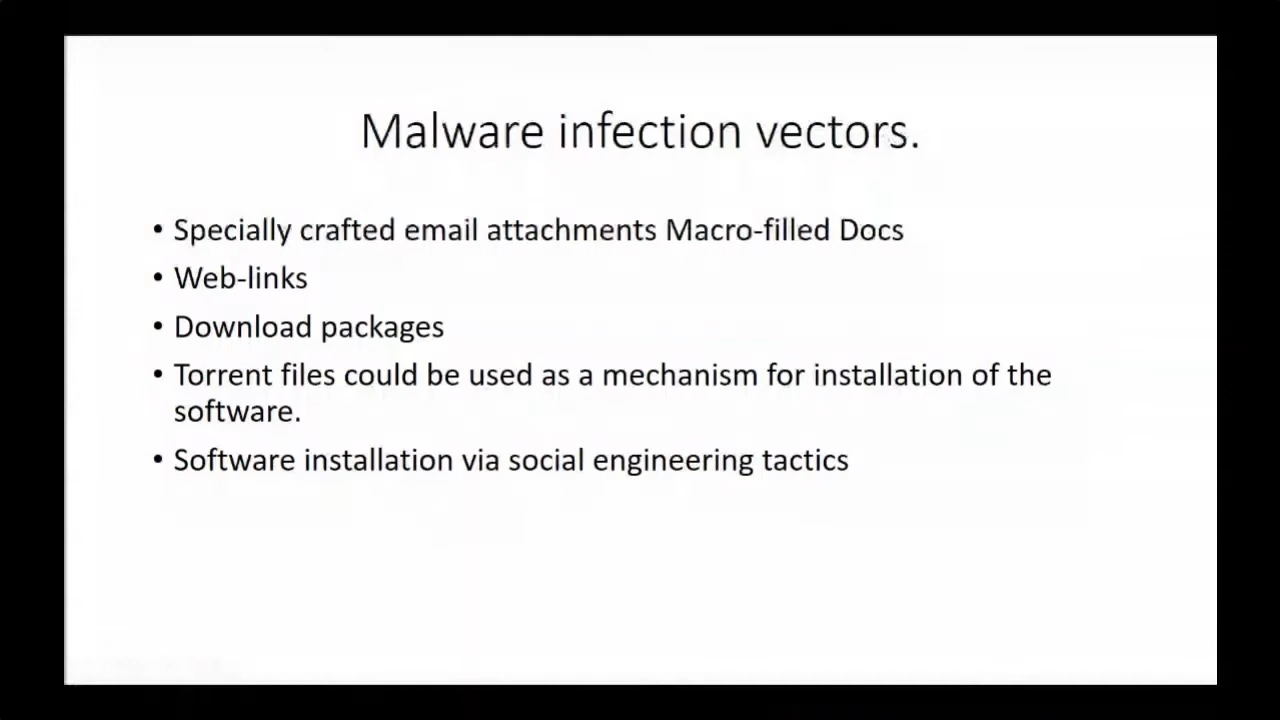 Malware infection vectors.
• Specially crafted email attachments Macro-filled Docs
• Web-links
• Download packages
• Torrent files could be used as a mechanism for installation of the
software.
• Software installation via social engineering tactics